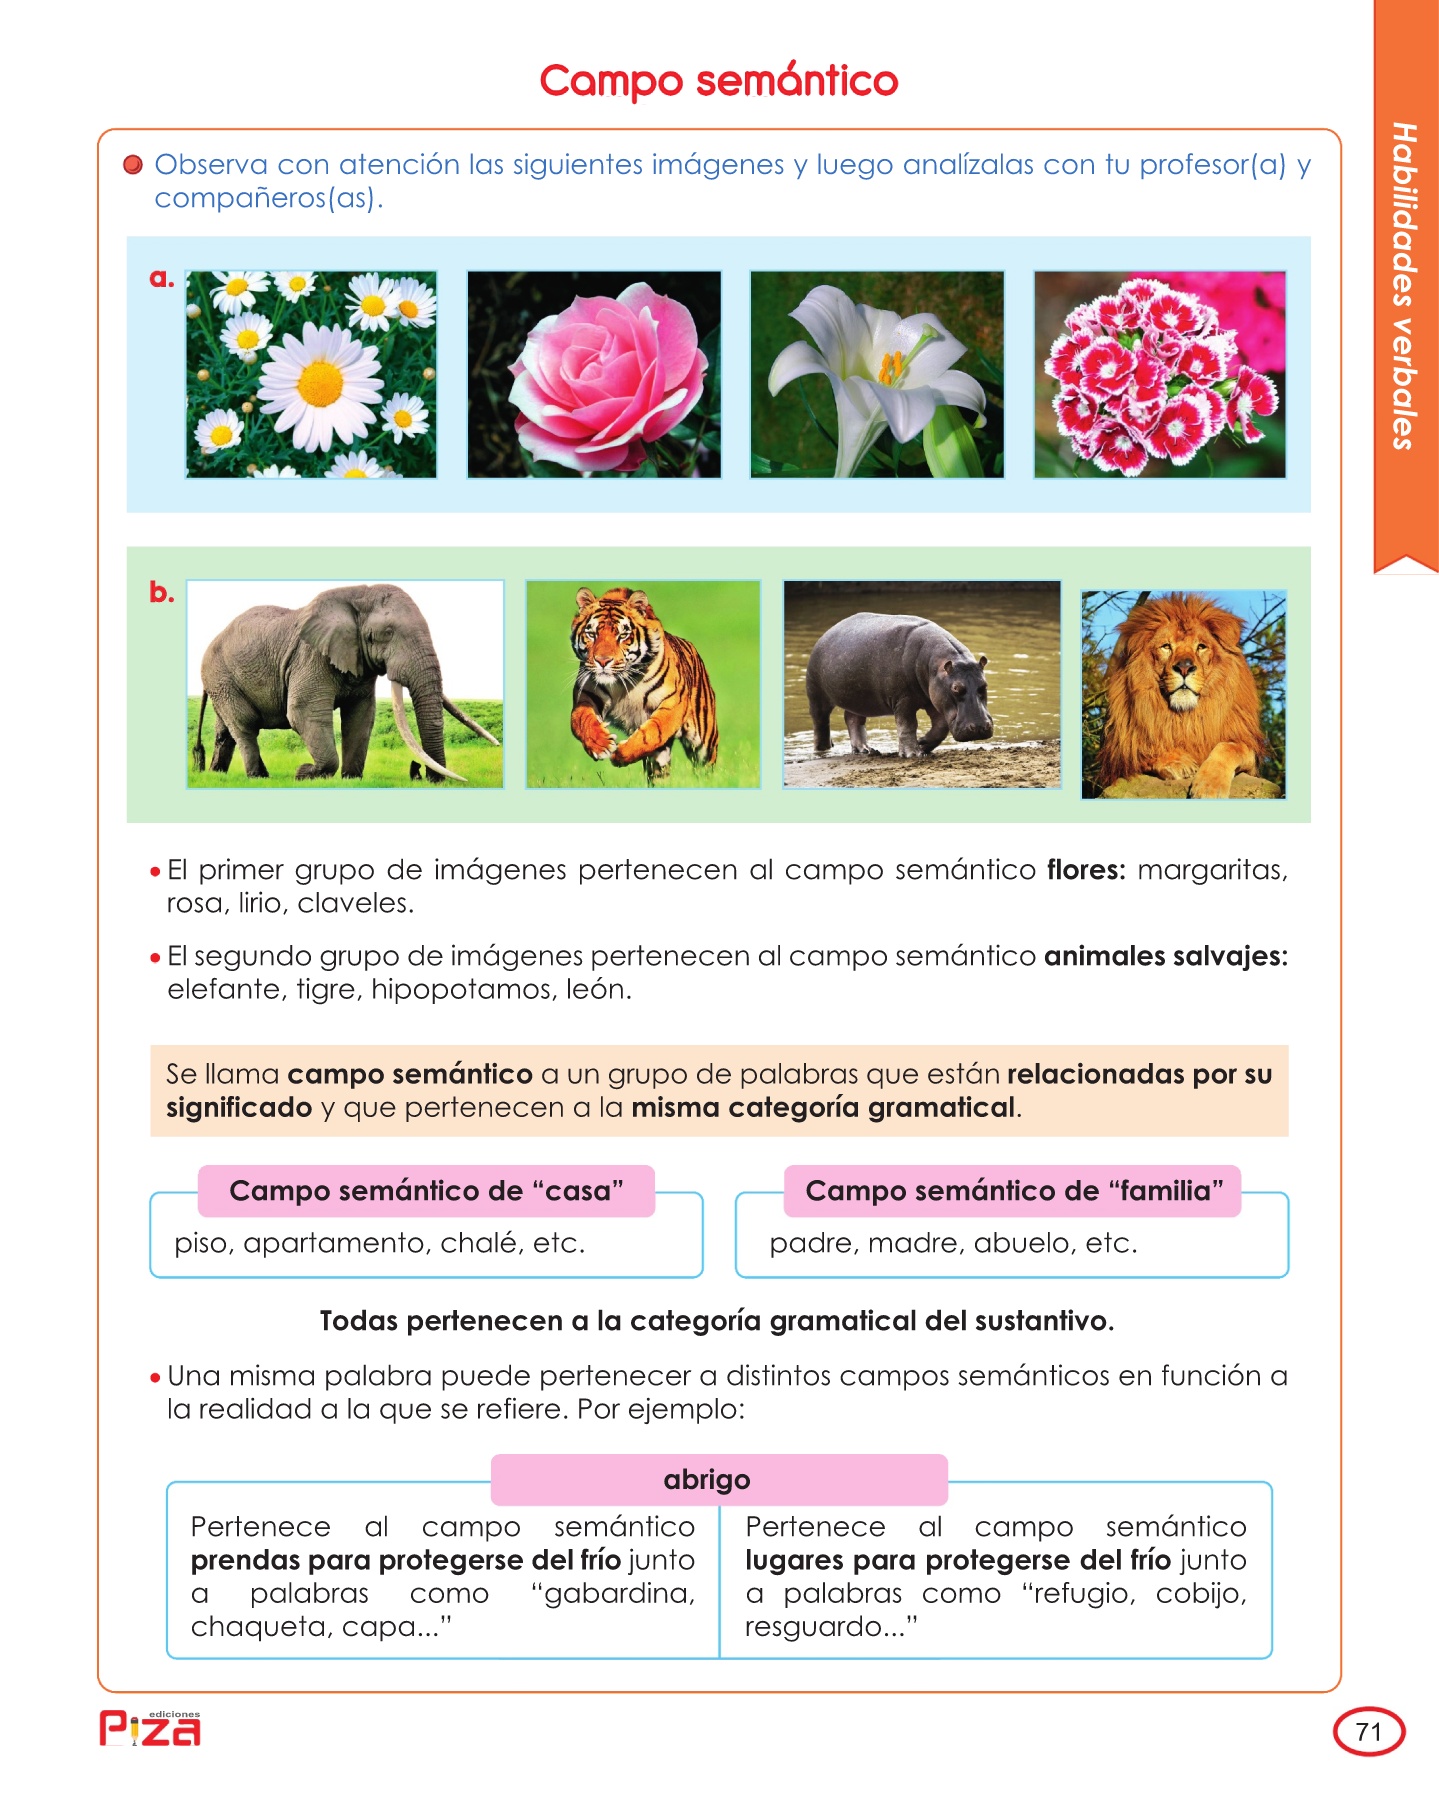 Campo semántico
Habilidades verbales
Observa con atención las siguientes imágenes y luego analízalas con tu profesor(a) y
compañeros(as).
a.
b.
• El primer grupo de imágenes pertenecen al campo semántico flores: margaritas,
rosa, lirio, claveles.
• El segundo grupo de imágenes pertenecen al campo semántico animales salvajes:
elefante, tigre, hipopotamos, león.
Se llama campo semántico a un grupo de palabras que están relacionadas por su
significado y que pertenecen a la misma categoría gramatical.
Campo semántico de “casa”
piso, apartamento, chalé, etc.
Campo semántico de “familia”
padre, madre, abuelo, etc.
Todas pertenecen a la categoría gramatical del sustantivo.
• Una misma palabra puede pertenecer a distintos campos semánticos en función a
la realidad a la que se refiere. Por ejemplo:
abrigo
Pertenece al campo semántico
prendas para protegerse del frío junto
a palabras como “gabardina,
chaqueta, capa...”
Pertenece al campo semántico
lugares para protegerse del frío junto
a palabras como “refugio, cobijo,
resguardo...”
ediciones
Piza
71